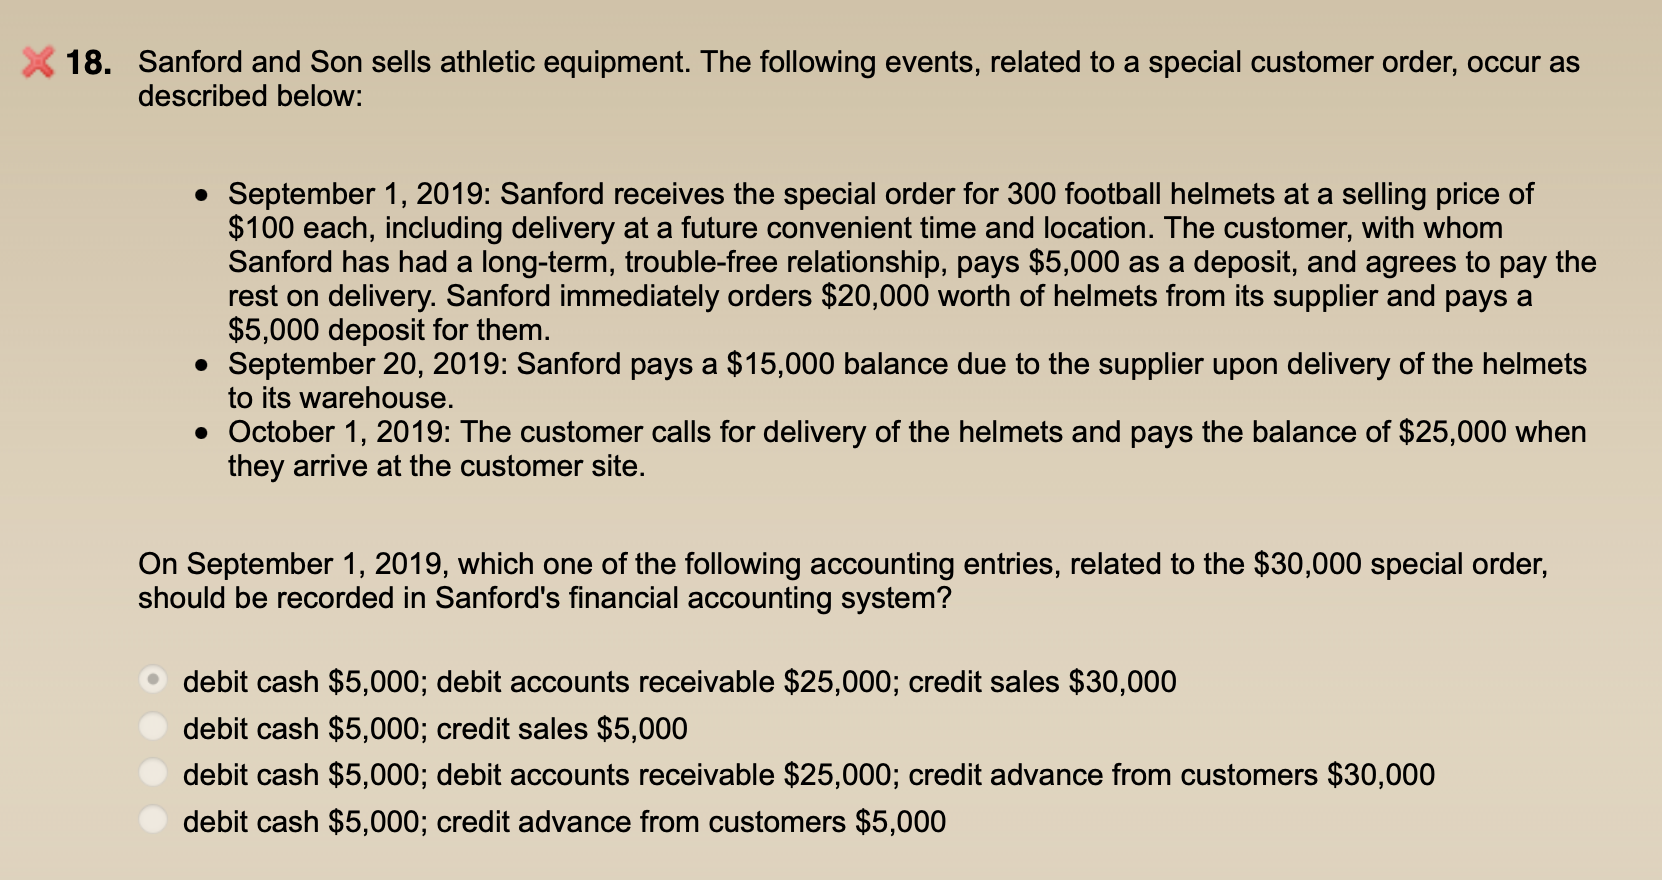 18. Sanford and Son sells athletic equipment. The following events, related to a special customer order, occur as
described below:
• September 1, 2019: Sanford receives the special order for 300 football helmets at a selling price of
$100 each, including delivery at a future convenient time and location. The customer, with whom
Sanford has had a long-term, trouble-free relationship, pays $5,000 as a deposit, and agrees to pay the
rest on delivery. Sanford immediately orders $20,000 worth of helmets from its supplier and pays a
$5,000 deposit for them.
• September 20, 2019: Sanford pays a $15,000 balance due to the supplier upon delivery of the helmets
to its warehouse.
• October 1, 2019: The customer calls for delivery of the helmets and pays the balance of $25,000 when
they arrive at the customer site.
On September 1, 2019, which one of the following accounting entries, related to the $30,000 special order,
should be recorded in Sanford's financial accounting system?
debit cash $5,000; debit accounts receivable $25,000; credit sales $30,000
debit cash $5,000; credit sales $5,000
debit cash $5,000; debit accounts receivable $25,000; credit advance from customers $30,000
debit cash $5,000; credit advance from customers $5,000